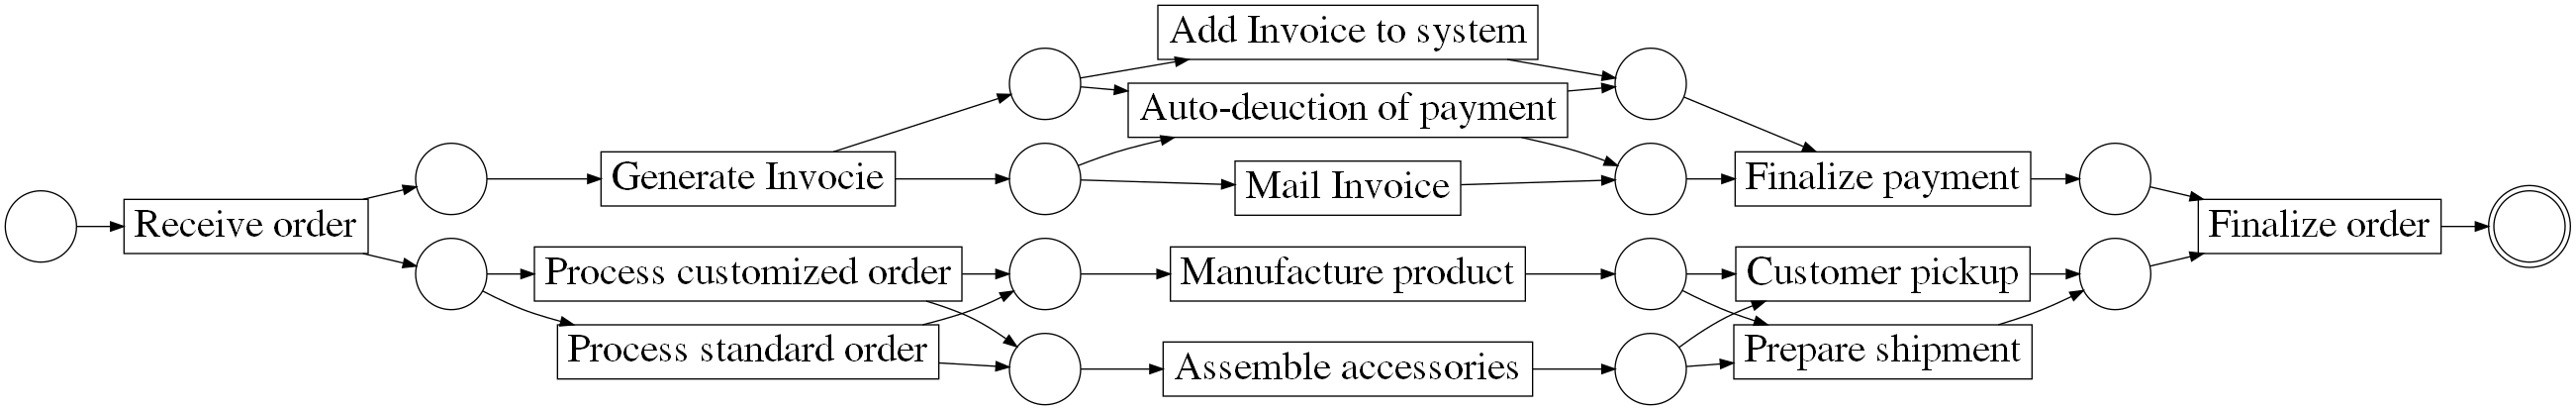 Add Invoice to system
Auto-deuction of payment
Generate Invocie
Mail Invoice
Finalize payment
Receive order
Finalize order
Process customized order
Manufacture product
Customer pickup
Process standard order
Assemble accessories
Prepare shipment